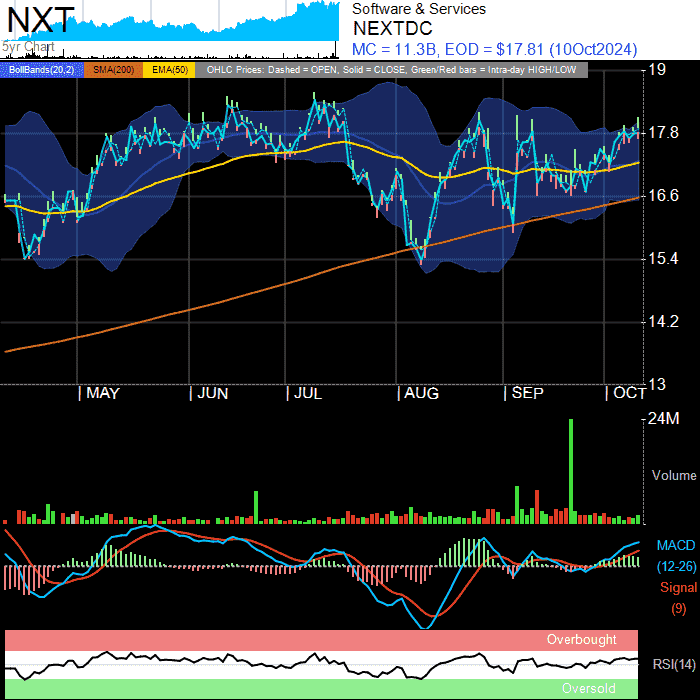 NXT
Software & Services
NEXTDC
MC = 11.3B, EOD = $17.81 (10Oct2024)
5yr Chart
BollBands(20,2) SMA(200) EMA(50) OHLC Prices: Dashed = OPEN, Solid = CLOSE, Green/Red bars = Intra-day HIGH/LOW
19
17.8
16.6
15.4
14.2
13
| MAY | JUN | JUL | AUG | SEP | OCT
24M
Volume
MACD
(12-26)
Signal
(9)
Overbought
RSI(14)
Oversold